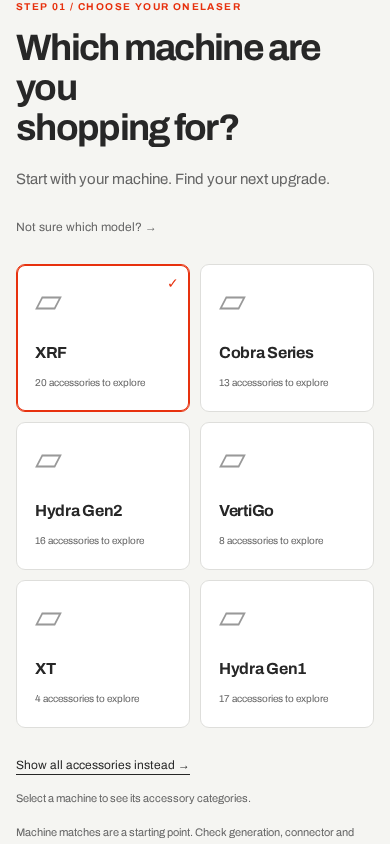 STEP 01 / CHOOSE YOUR ONELASER
Which machine are
you
shopping for?
Start with your machine. Find your next upgrade.
Not sure which model? →
✓
XRF
20 accessories to explore
Cobra Series
13 accessories to explore
Hydra Gen2
16 accessories to explore
VertiGo
8 accessories to explore
XT
4 accessories to explore
Hydra Gen1
17 accessories to explore
Show all accessories instead →
Select a machine to see its accessory categories.
Machine matches are a starting point. Check generation, connector and